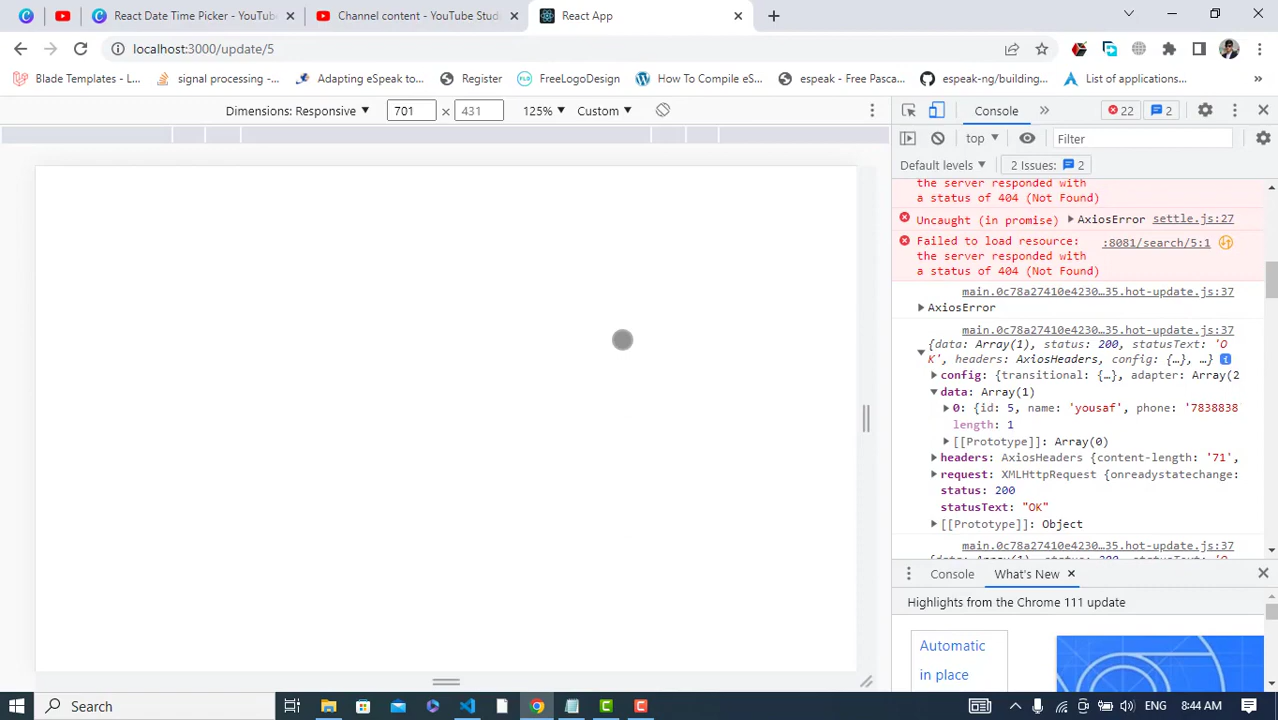 React Date Time Picker - YouTube
Channel content - YouTube Stud
React App
localhost:3000/update/5
Blade Templates - L...
signal processing -...
Adapting eSpeak to...
Register
FreeLogoDesign
How To Compile eS...
espeak - Free Pasca...
espeak-ng/building...
List of applications...
Dimensions: Responsive
701
×
431
125%
Custom
Console
22
2
top
Filter
Default levels
2 Issues:
2
the server responded with
a status of 404 (Not Found)
Uncaught (in promise) AxiosError settle.js:27
Failed to load resource: :8081/search/5:1
the server responded with
a status of 404 (Not Found)
main.0c78a27410e4230…35.hot-update.js:37
AxiosError
main.0c78a27410e4230…35.hot-update.js:37
{data: Array(1), status: 200, statusText: 'O
K', headers: AxiosHeaders, config: {…}, …}
config: {transitional: {…}, adapter: Array(2
data: Array(1)
0: {id: 5, name: 'yousaf', phone: '7838838
length: 1
[[Prototype]]: Array(0)
headers: AxiosHeaders {content-length: '71',
request: XMLHttpRequest {onreadystatechange:
status: 200
statusText: "OK"
[[Prototype]]: Object
main.0c78a27410e4230…35.hot-update.js:37
Console
What's New
Highlights from the Chrome 111 update
Automatic
in place
Search
ENG
8:44 AM